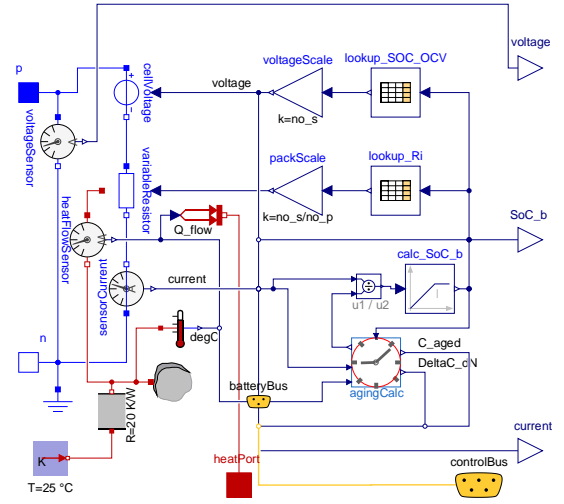 voltage
p
voltageSensor
+
−
cellVoltage
voltage
voltageScale
k=no_s
lookup_SOC_OCV
variableResistor
packScale
k=no_s/no_p
lookup_Ri
heatFlowSensor
Q_flow
SoC_b
sensorCurrent
current
u1 / u2
calc_SoC_b
n
degC
C_aged
DeltaC_dN
agingCalc
batteryBus
R=20 K/W
K
T=25 °C
heatPort
current
controlBus